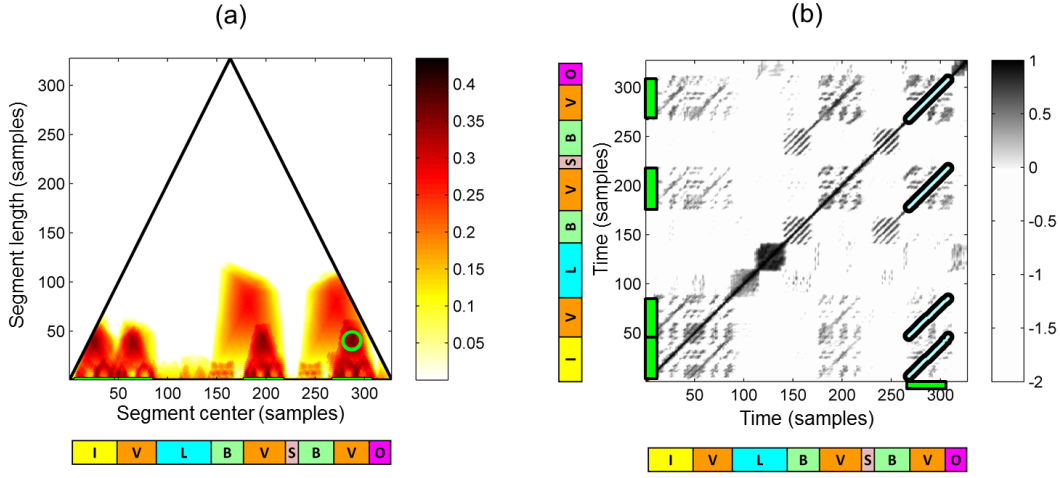 (a)
(b)
Segment length (samples)
300
250
200
150
100
50
50 100 150 200 250 300
Segment center (samples)
0.4
0.35
0.3
0.25
0.2
0.15
0.1
0.05
I V L B V S B V O
O
V
B
S
V
B
L
V
I
Time (samples)
300
250
200
150
100
50
50 100 150 200 250 300
Time (samples)
1
0.5
0
-0.5
-1
-1.5
-2
I V L B V S B V O